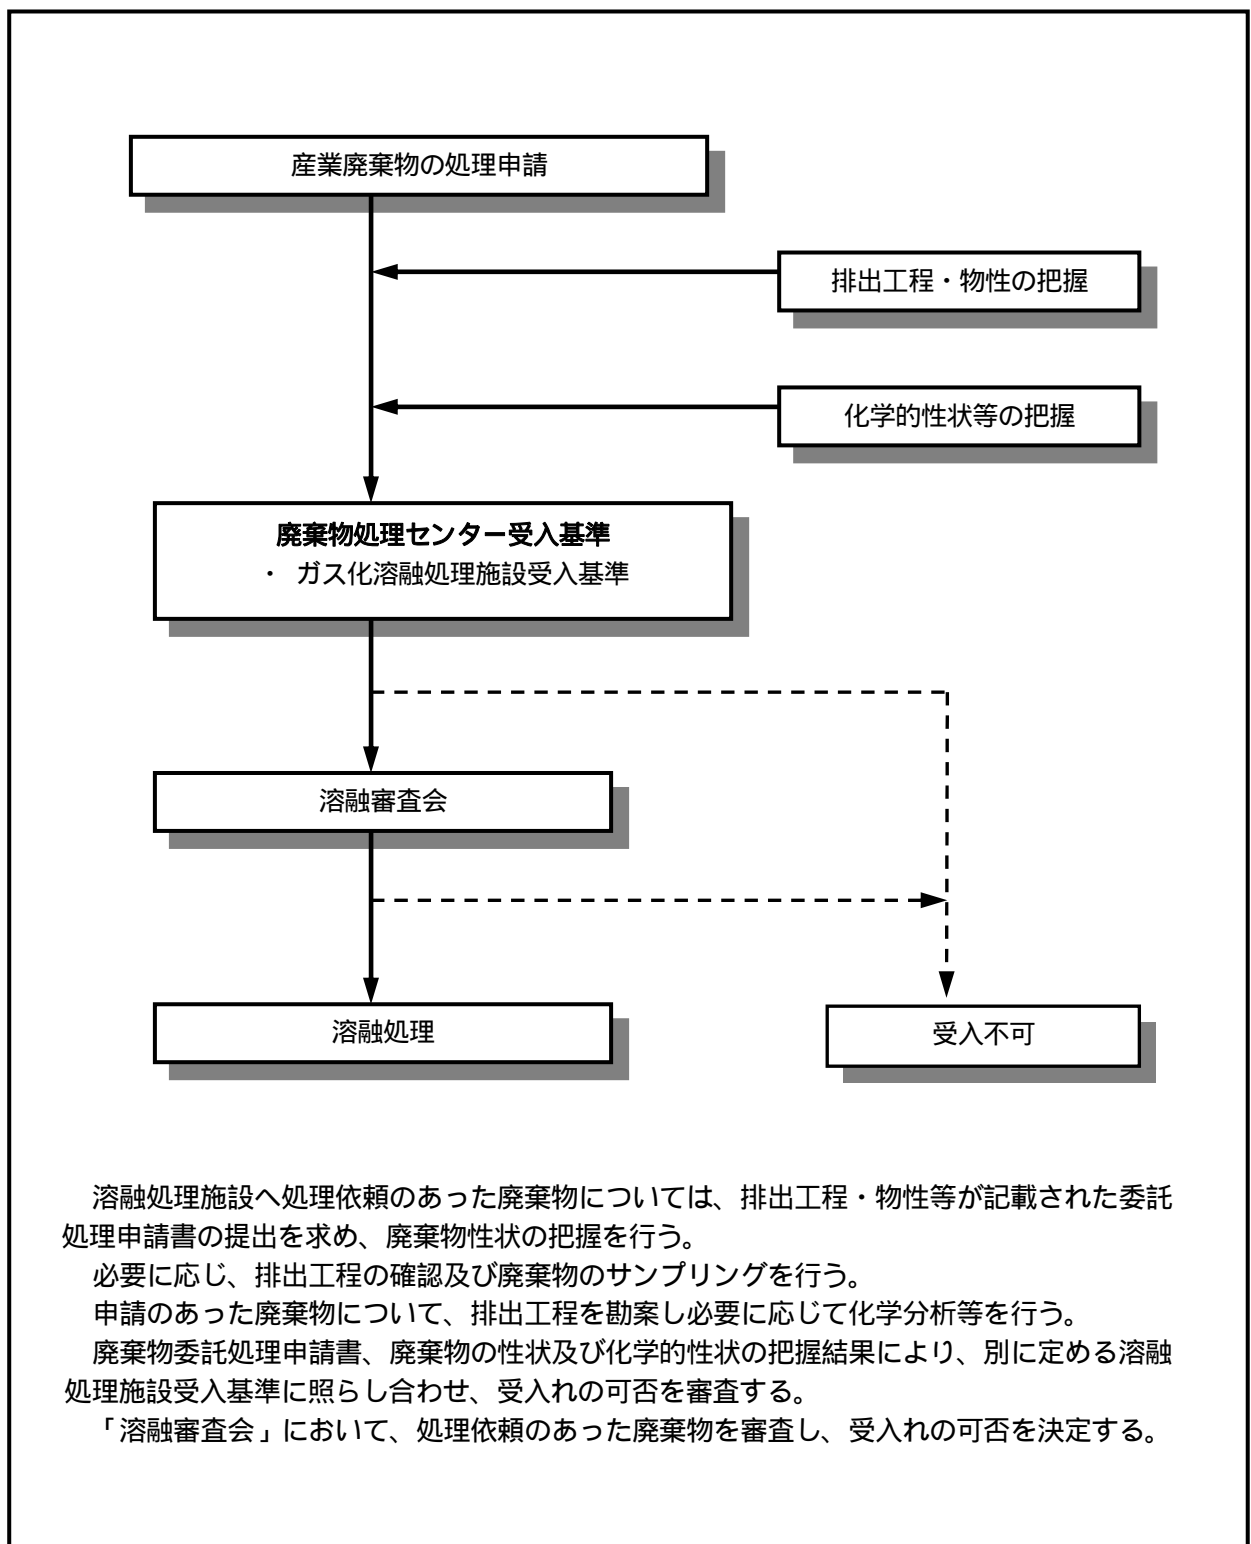 産業廃棄物の処理申請
排出工程・物性の把握
化学的性状等の把握
廃棄物処理センター受入基準
・ ガス化溶融処理施設受入基準
溶融審査会
溶融処理
受入不可
溶融処理施設へ処理依頼のあった廃棄物については、排出工程・物性等が記載された委託
処理申請書の提出を求め、廃棄物性状の把握を行う。
必要に応じ、排出工程の確認及び廃棄物のサンプリングを行う。
申請のあった廃棄物について、排出工程を勘案し必要に応じて化学分析等を行う。
廃棄物委託処理申請書、廃棄物の性状及び化学的性状の把握結果により、別に定める溶融
処理施設受入基準に照らし合わせ、受入れの可否を審査する。
「溶融審査会」において、処理依頼のあった廃棄物を審査し、受入れの可否を決定する。